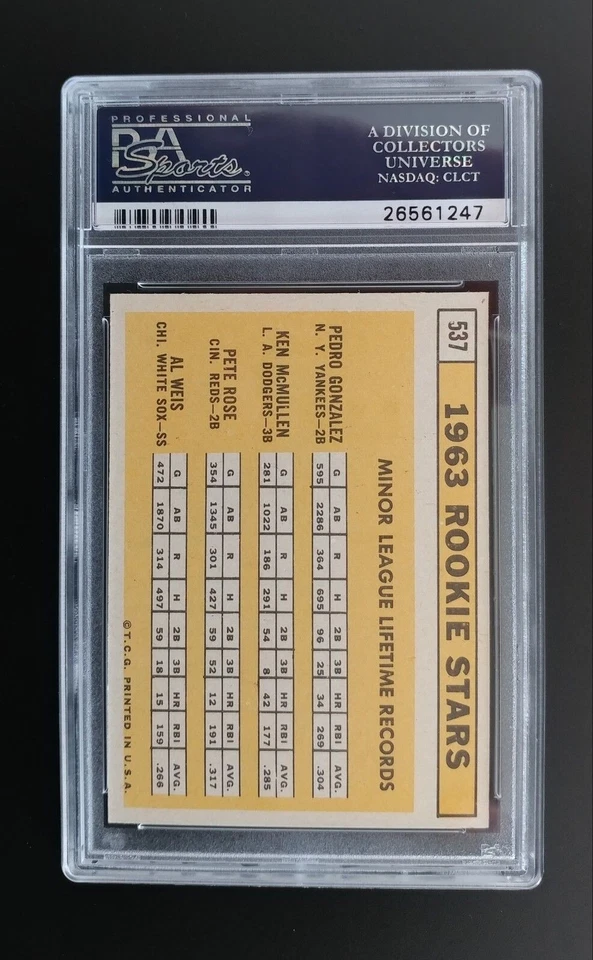 PROFESSIONAL
PSA
Sports
AUTHENTICATOR
A DIVISION OF
COLLECTORS
UNIVERSE
NASDAQ: CLCT
26561247
537 1963 ROOKIE STARS
MINOR LEAGUE LIFETIME RECORDS
PEDRO GONZALEZ
N. Y. YANKEES—2B
G AB R H 2B 3B HR RBI AVG.
595 2286 364 695 96 25 34 269 .304
KEN McMULLEN
L. A. DODGERS—3B
G AB R H 2B 3B HR RBI AVG.
281 1022 186 291 54 8 42 177 .285
PETE ROSE
CIN. REDS—2B
G AB R H 2B 3B HR RBI AVG.
354 1345 301 427 59 52 12 191 .317
AL WEIS
CHI. WHITE SOX—SS
G AB R H 2B 3B HR RBI AVG.
472 1870 314 497 59 18 15 159 .266
©T.C.G. PRINTED IN U.S.A.